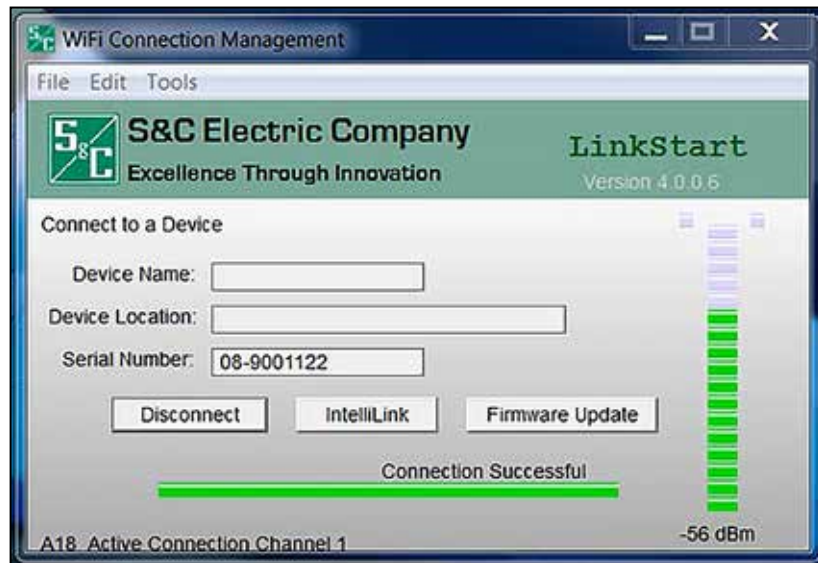 WiFi Connection Management
File Edit Tools
S&C
S&C Electric Company
Excellence Through Innovation
LinkStart
Version 4.0.0.6
Connect to a Device
Device Name:
Device Location:
Serial Number: 08-9001122
Disconnect IntelliLink Firmware Update
Connection Successful
A18 Active Connection Channel 1
-56 dBm